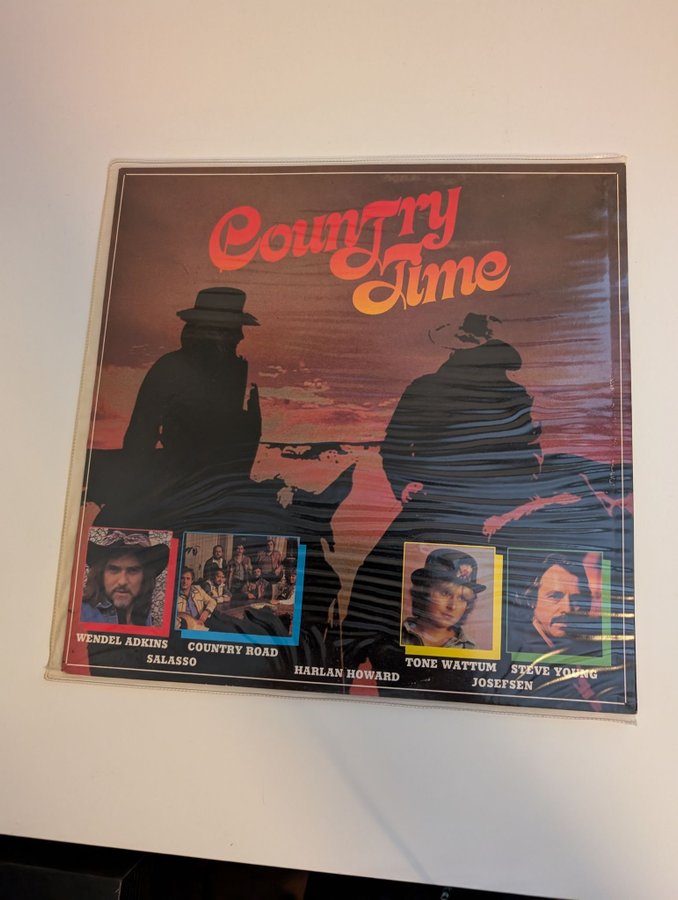 Country
Time
WENDEL ADKINS
COUNTRY ROAD
TONE WATTUM
STEVE YOUNG
SALASSO
HARLAN HOWARD
JOSEFSEN